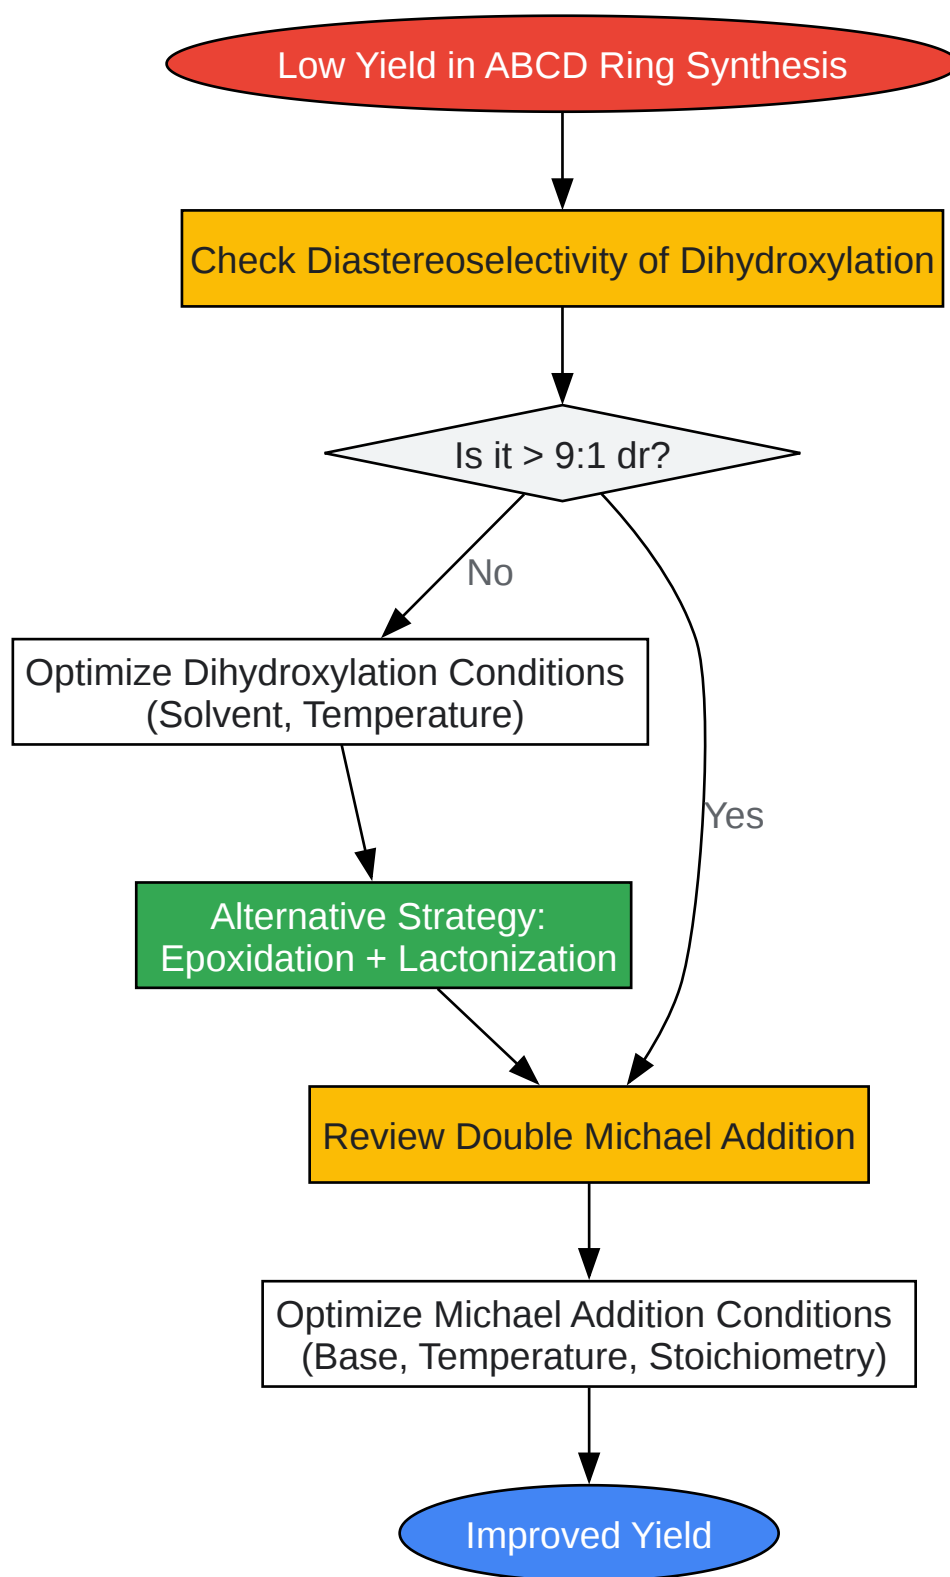 Low Yield in ABCD Ring Synthesis
Check Diastereoselectivity of Dihydroxylation
Is it > 9:1 dr?
No
Optimize Dihydroxylation Conditions
(Solvent, Temperature)
Yes
Alternative Strategy:
Epoxidation + Lactonization
Review Double Michael Addition
Optimize Michael Addition Conditions
(Base, Temperature, Stoichiometry)
Improved Yield